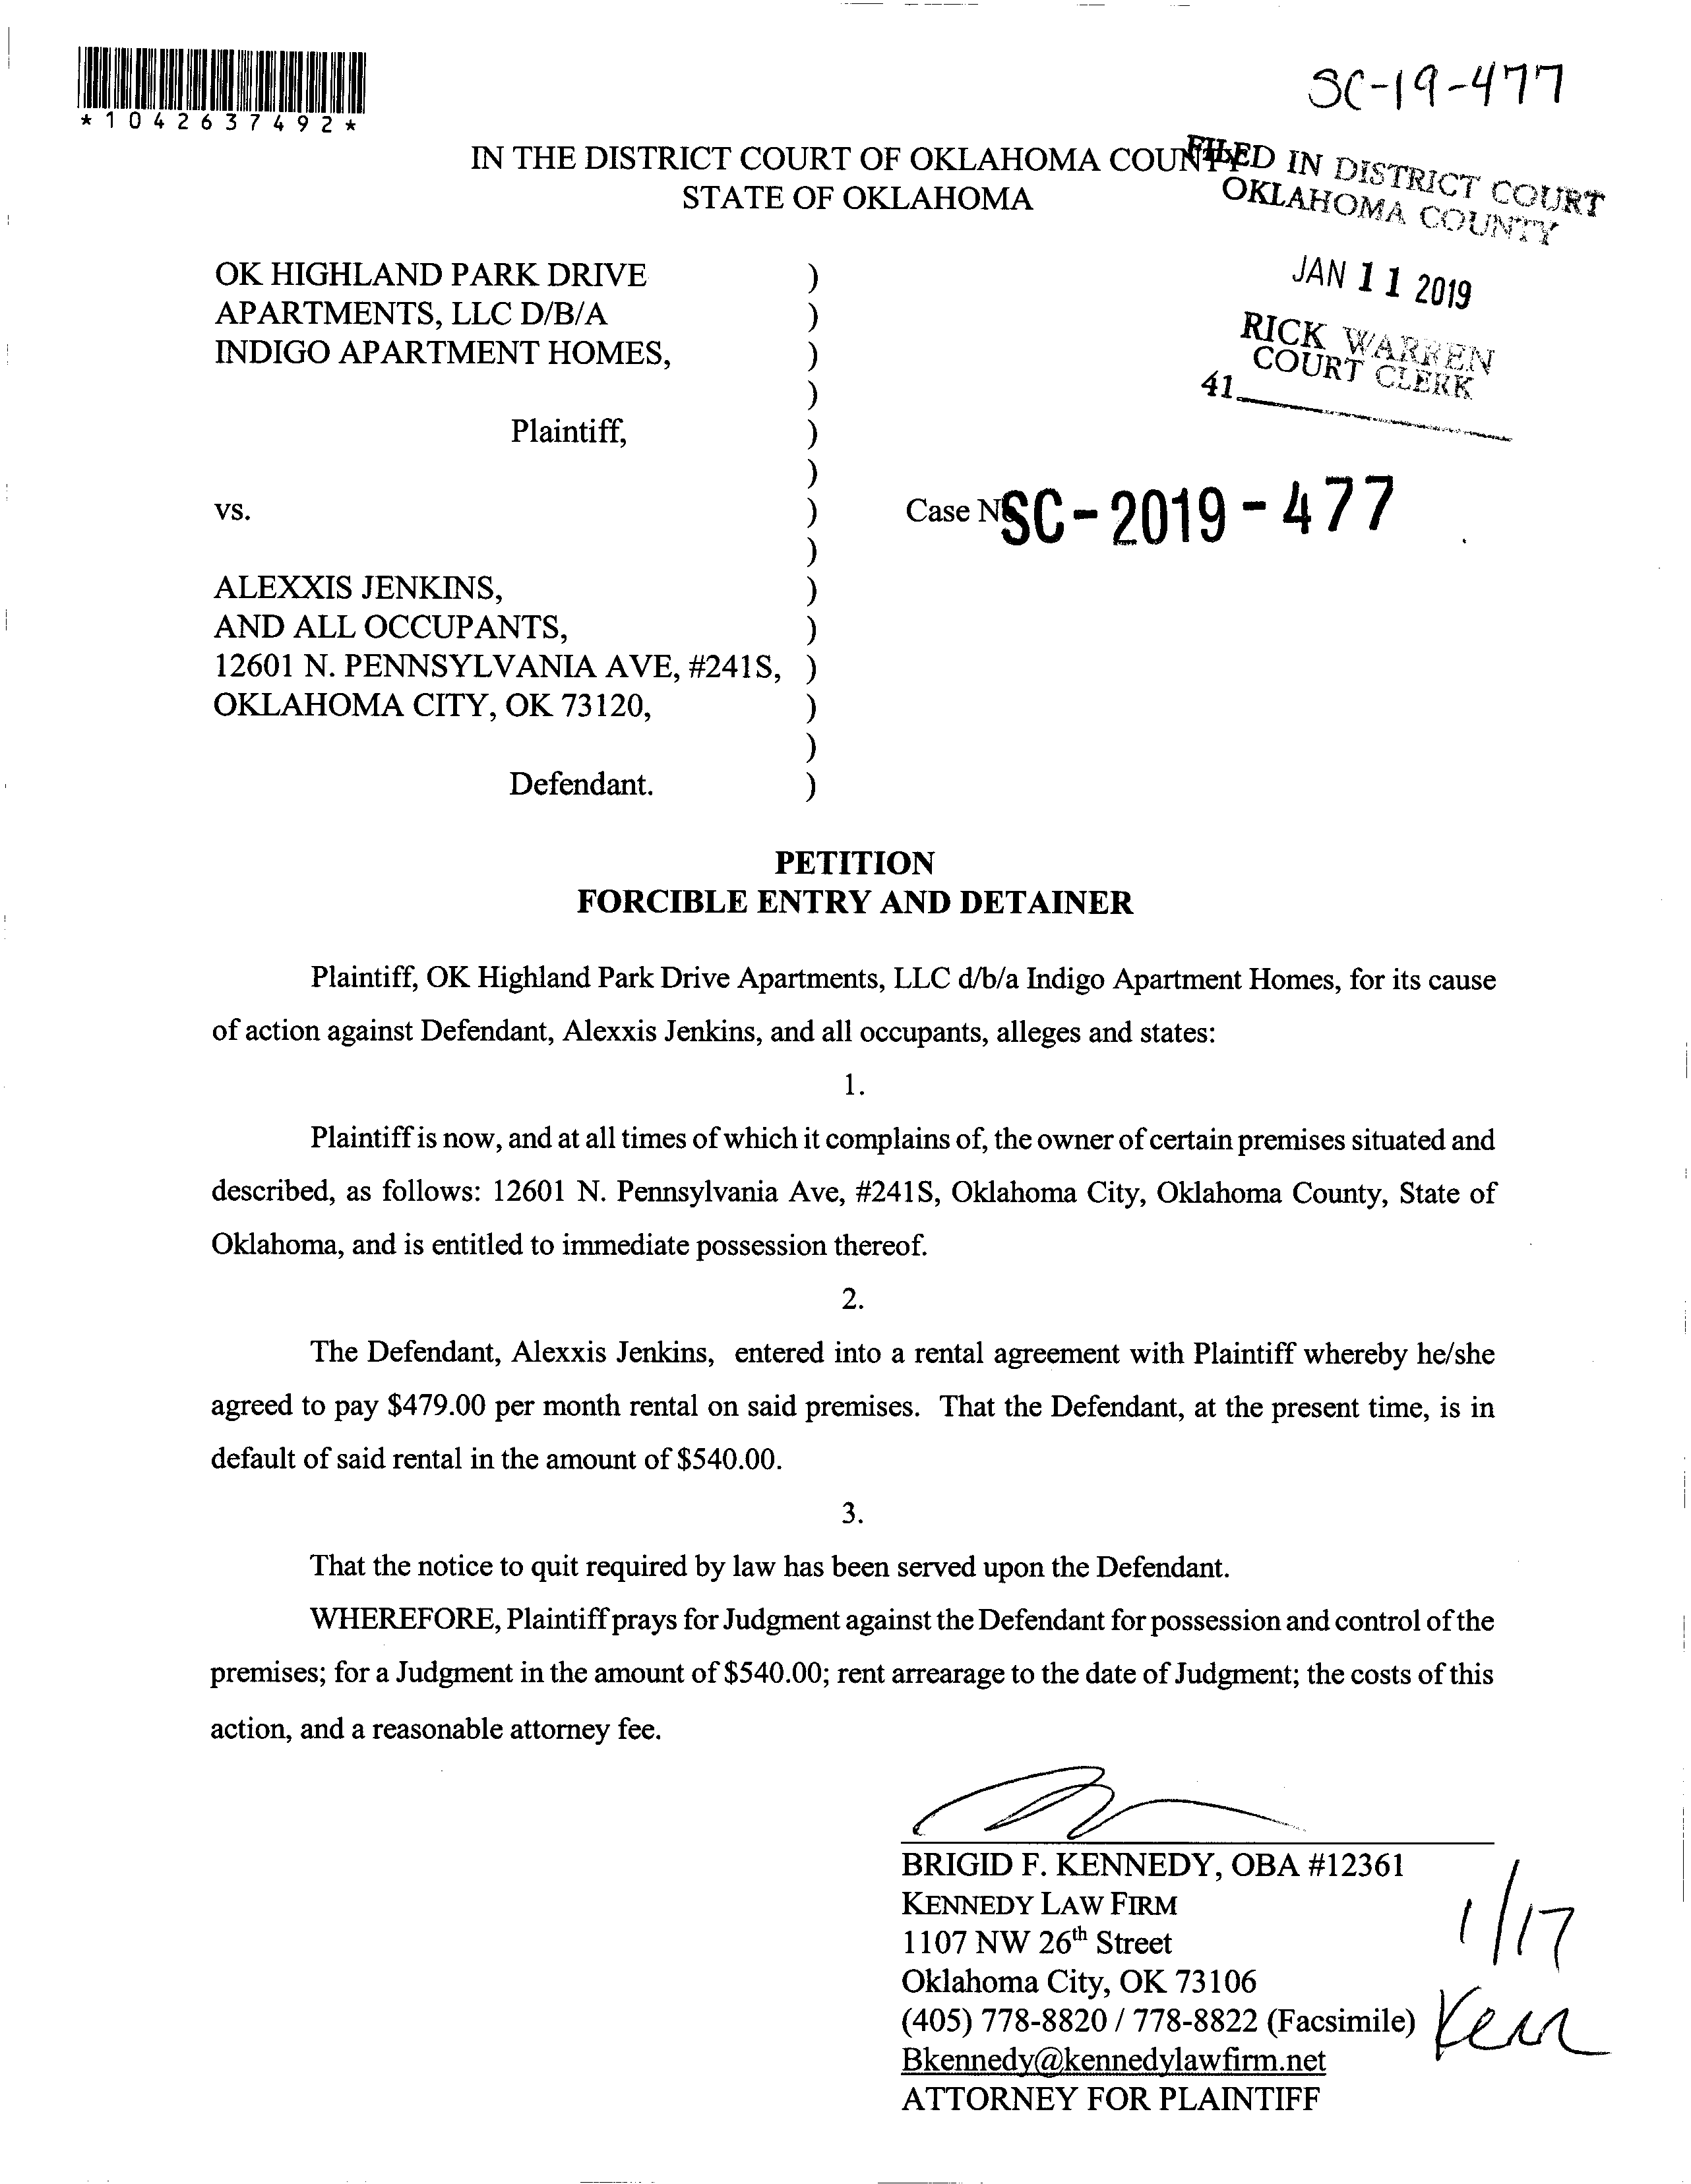 SC-19-477
*1042637492*
IN THE DISTRICT COURT OF OKLAHOMA COUNTY
STATE OF OKLAHOMA
FILED IN DISTRICT COURT
OKLAHOMA COUNTY
JAN 11 2019
RICK WARREN
COURT CLERK
41
OK HIGHLAND PARK DRIVE )
APARTMENTS, LLC D/B/A )
INDIGO APARTMENT HOMES, )
)
Plaintiff, )
)
vs. ) Case No SC-2019-477
)
ALEXXIS JENKINS, )
AND ALL OCCUPANTS, )
12601 N. PENNSYLVANIA AVE, #241S, )
OKLAHOMA CITY, OK 73120, )
)
Defendant. )
PETITION
FORCIBLE ENTRY AND DETAINER
Plaintiff, OK Highland Park Drive Apartments, LLC d/b/a Indigo Apartment Homes, for its cause
of action against Defendant, Alexxis Jenkins, and all occupants, alleges and states:
1.
Plaintiff is now, and at all times of which it complains of, the owner of certain premises situated and
described, as follows: 12601 N. Pennsylvania Ave, #241S, Oklahoma City, Oklahoma County, State of
Oklahoma, and is entitled to immediate possession thereof.
2.
The Defendant, Alexxis Jenkins, entered into a rental agreement with Plaintiff whereby he/she
agreed to pay $479.00 per month rental on said premises. That the Defendant, at the present time, is in
default of said rental in the amount of $540.00.
3.
That the notice to quit required by law has been served upon the Defendant.
WHEREFORE, Plaintiff prays for Judgment against the Defendant for possession and control of the
premises; for a Judgment in the amount of $540.00; rent arrearage to the date of Judgment; the costs of this
action, and a reasonable attorney fee.
BRIGID F. KENNEDY, OBA #12361
KENNEDY LAW FIRM
1107 NW 26th Street
Oklahoma City, OK 73106
(405) 778-8820 / 778-8822 (Facsimile)
Bkennedy@kennedylawfirm.net
ATTORNEY FOR PLAINTIFF
1/17